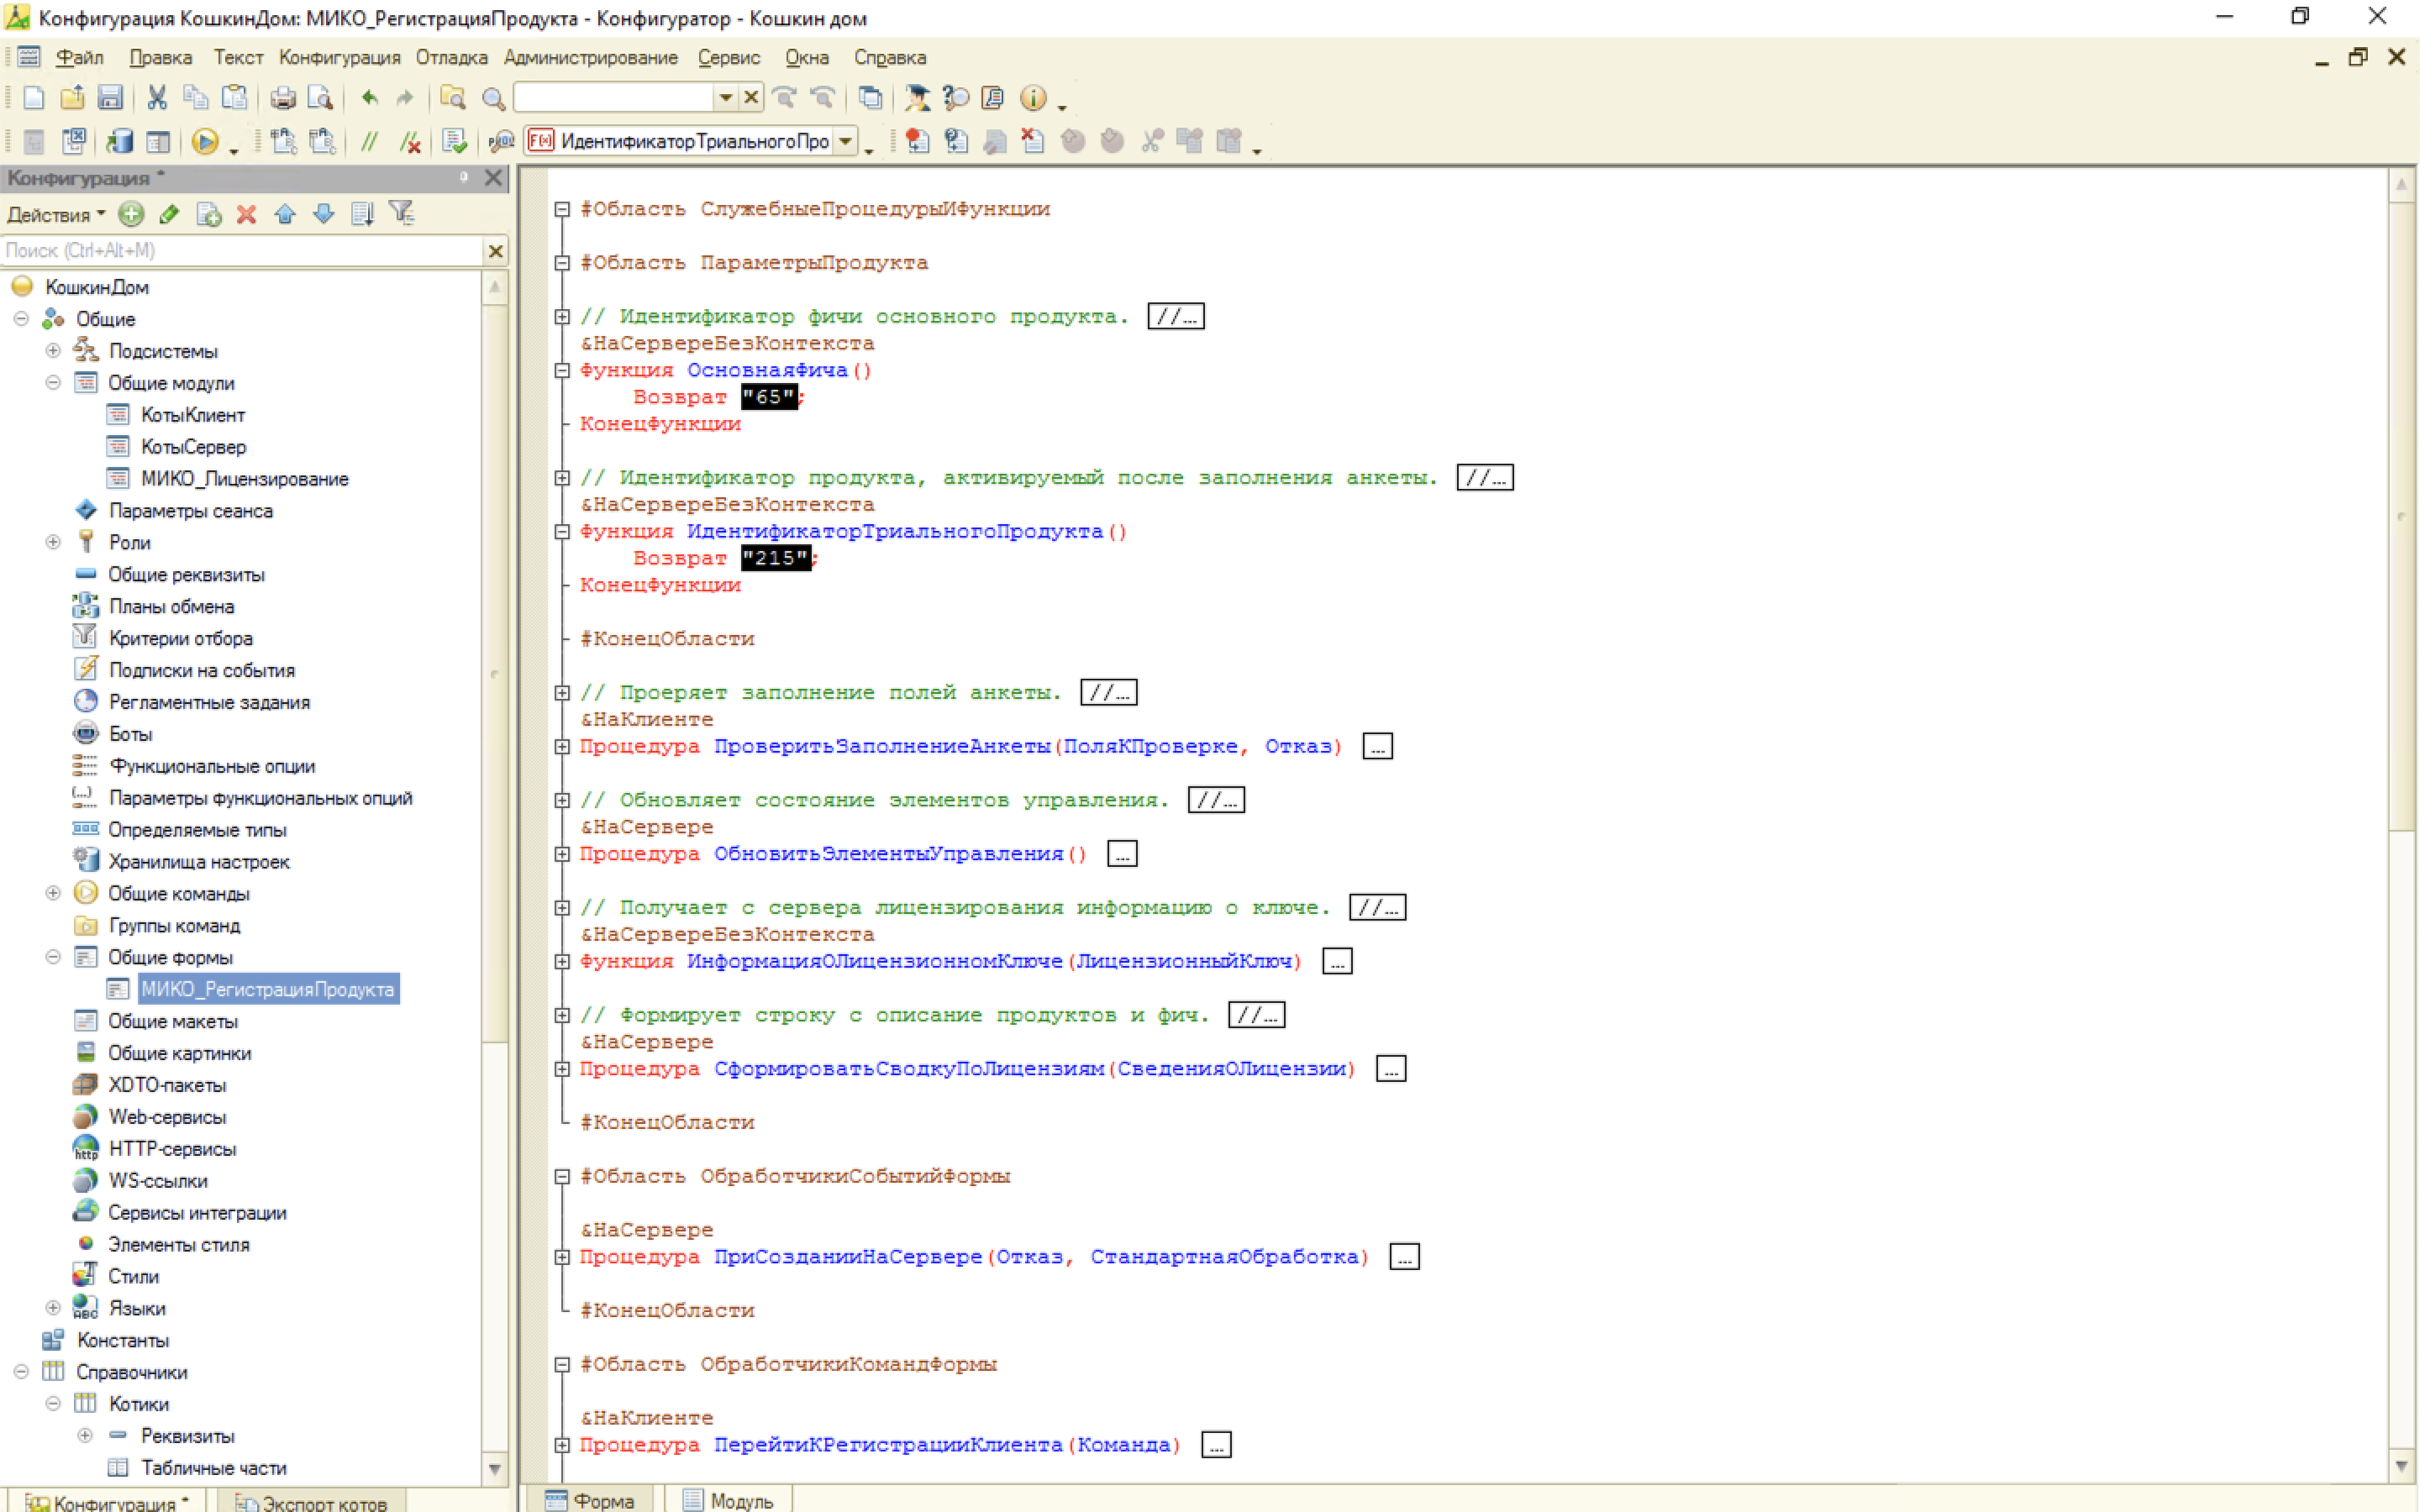 Конфигурация КошкинДом: МИКО_РегистрацияПродукта - Конфигуратор - Кошкин дом
Файл Правка Текст Конфигурация Отладка Администрирование Сервис Окна Справка
ИдентификаторТриальногоПро
Конфигурация *
Действия
Поиск (Ctrl+Alt+M)
КошкинДом
Общие
Подсистемы
Общие модули
КотыКлиент
КотыСервер
МИКО_Лицензирование
Параметры сеанса
Роли
Общие реквизиты
Планы обмена
Критерии отбора
Подписки на события
Регламентные задания
Боты
Функциональные опции
Параметры функциональных опций
Определяемые типы
Хранилища настроек
Общие команды
Группы команд
Общие формы
МИКО_РегистрацияПродукта
Общие макеты
Общие картинки
XDTO-пакеты
Web-сервисы
HTTP-сервисы
WS-ссылки
Сервисы интеграции
Элементы стиля
Стили
Языки
Константы
Справочники
Котики
Реквизиты
Табличные части
Конфигурация * Экспорт котов
#Область СлужебныеПроцедурыИФункции
#Область ПараметрыПродукта
// Идентификатор фичи основного продукта. //...
&НаСервереБезКонтекста
Функция ОсновнаяФича()
Возврат "65";
КонецФункции
// Идентификатор продукта, активируемый после заполнения анкеты. //...
&НаСервереБезКонтекста
Функция ИдентификаторТриальногоПродукта()
Возврат "215";
КонецФункции
#КонецОбласти
// Проеряет заполнение полей анкеты. //...
&НаКлиенте
Процедура ПроверитьЗаполнениеАнкеты(ПоляКПроверке, Отказ) ...
// Обновляет состояние элементов управления. //...
&НаСервере
Процедура ОбновитьЭлементыУправления() ...
// Получает с сервера лицензирования информацию о ключе. //...
&НаСервереБезКонтекста
Функция ИнформацияОЛицензионномКлюче(ЛицензионныйКлюч) ...
// Формирует строку с описание продуктов и фич. //...
&НаСервере
Процедура СформироватьСводкуПоЛицензиям(СведенияОЛицензии) ...
#КонецОбласти
#Область ОбработчикиСобытийФормы
&НаСервере
Процедура ПриСозданииНаСервере(Отказ, СтандартнаяОбработка) ...
#КонецОбласти
#Область ОбработчикиКомандФормы
&НаКлиенте
Процедура ПерейтиКРегистрацииКлиента(Команда) ...
Форма Модуль